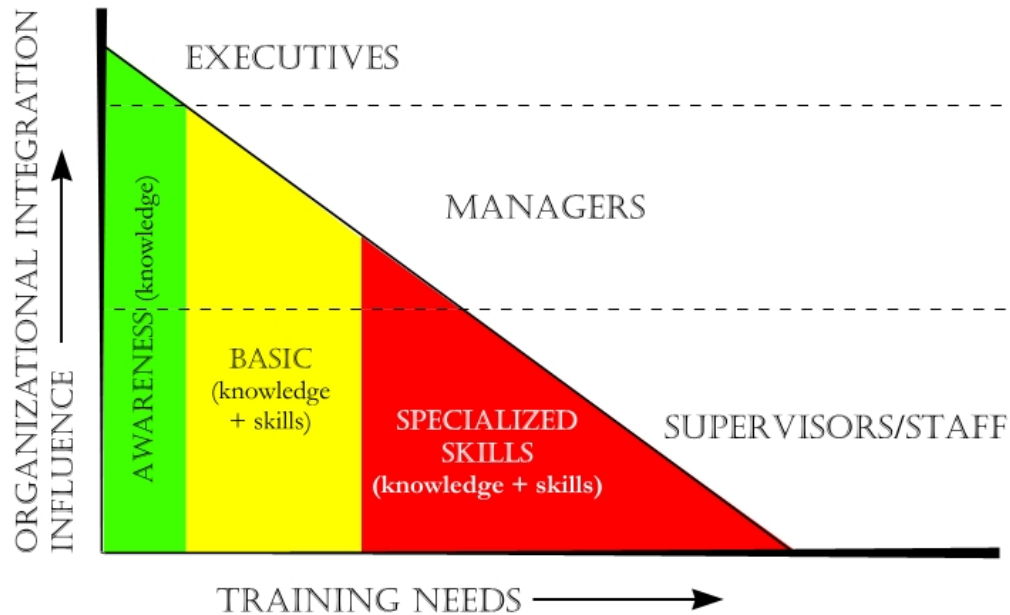 ORGANIZATIONAL INTEGRATION
INFLUENCE
EXECUTIVES
MANAGERS
SUPERVISORS/STAFF
AWARENESS (knowledge)
BASIC
(knowledge
+ skills)
SPECIALIZED
SKILLS
(knowledge + skills)
TRAINING NEEDS